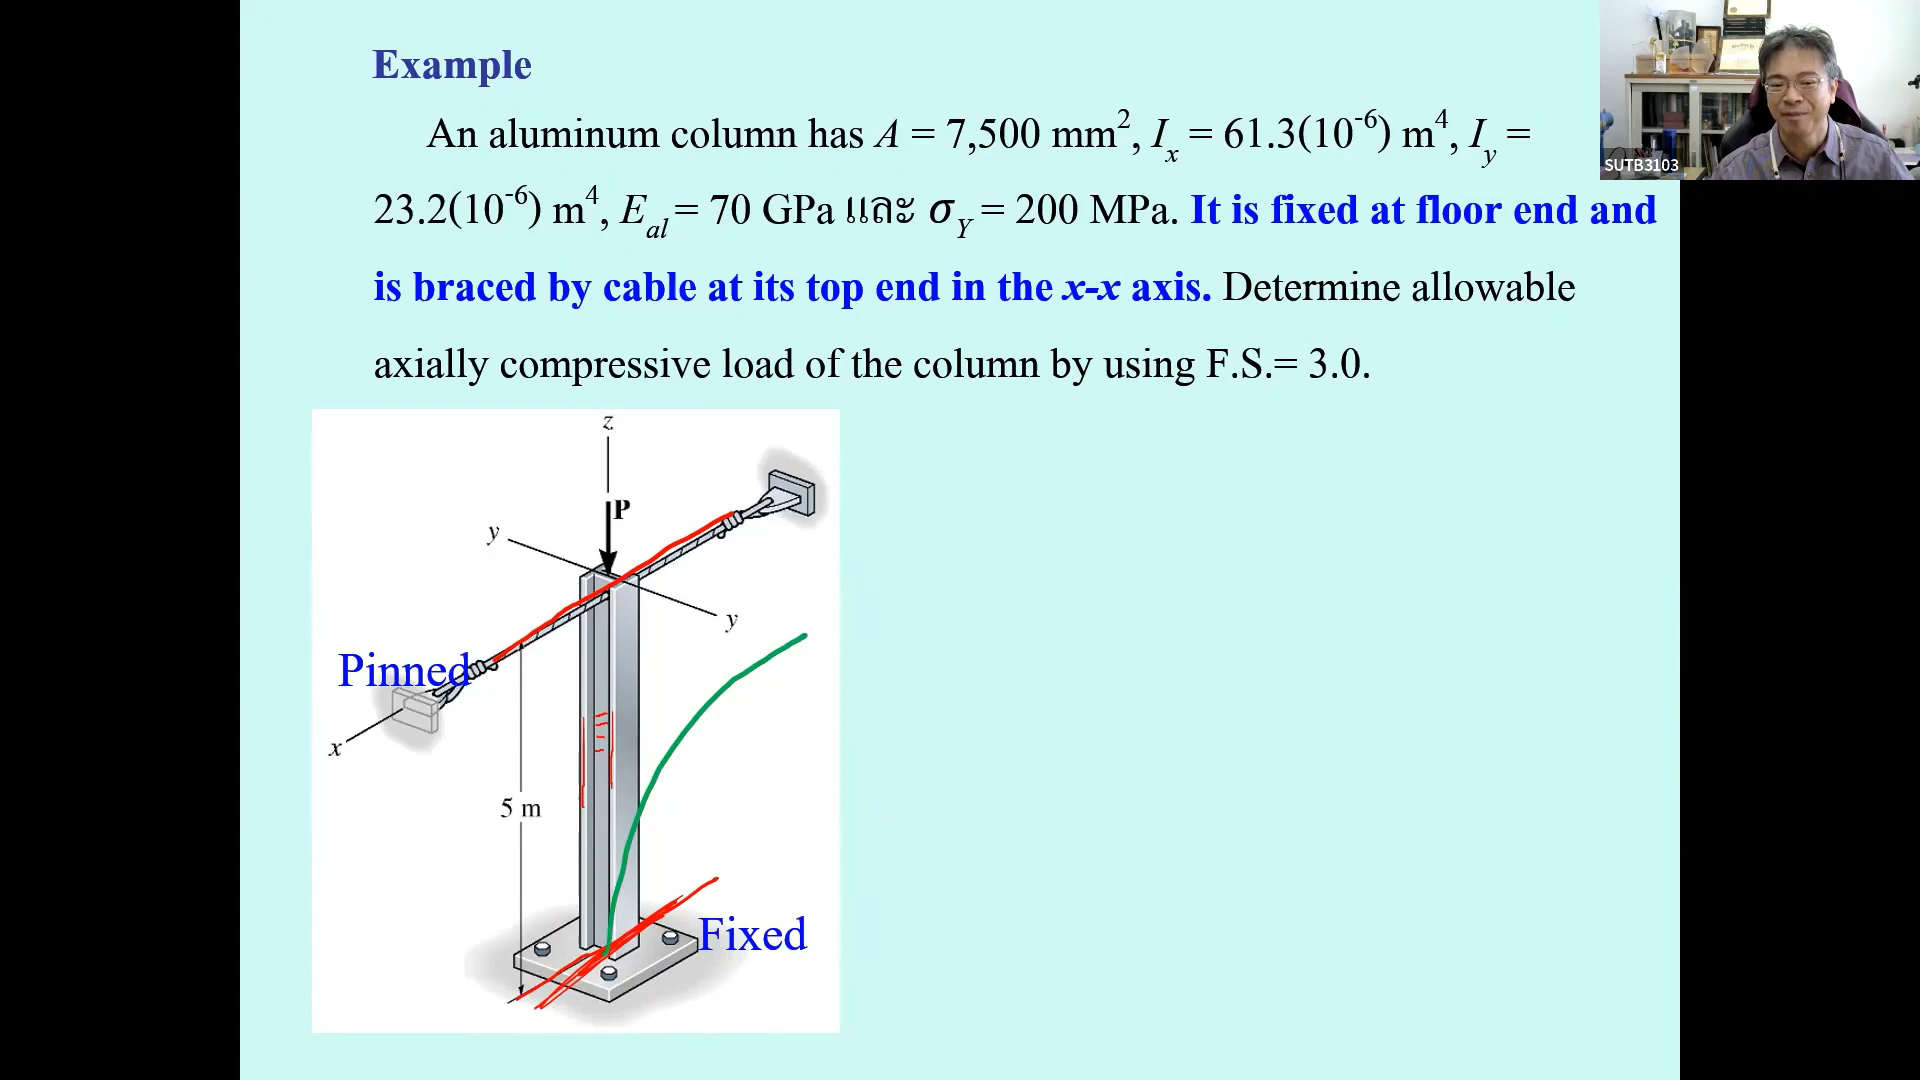 Example
An aluminum column has A = 7,500 mm², Iₓ = 61.3(10⁻⁶) m⁴, I_y =
23.2(10⁻⁶) m⁴, E_al = 70 GPa และ σ_Y = 200 MPa. It is fixed at floor end and
is braced by cable at its top end in the x-x axis. Determine allowable
axially compressive load of the column by using F.S.= 3.0.
SUTB3103
z
P
y
y
Pinned
x
5 m
Fixed